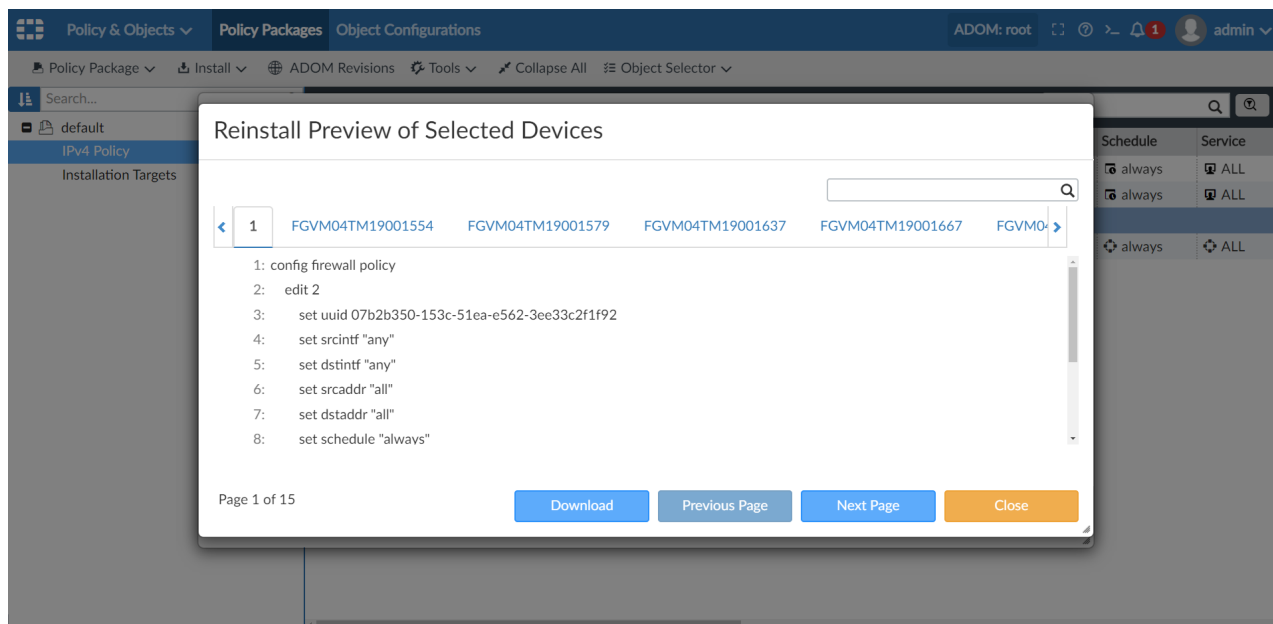 Policy & Objects Policy Packages Object Configurations ADOM: root 1 admin
Policy Package Install ADOM Revisions Tools Collapse All Object Selector
Search...
default
IPv4 Policy
Installation Targets
Schedule Service
always ALL
always ALL
always ALL
Reinstall Preview of Selected Devices
1 FGVM04TM19001554 FGVM04TM19001579 FGVM04TM19001637 FGVM04TM19001667 FGVM04
1: config firewall policy
2: edit 2
3: set uuid 07b2b350-153c-51ea-e562-3ee33c2f1f92
4: set srcintf "any"
5: set dstintf "any"
6: set srcaddr "all"
7: set dstaddr "all"
8: set schedule "always"
Page 1 of 15 Download Previous Page Next Page Close